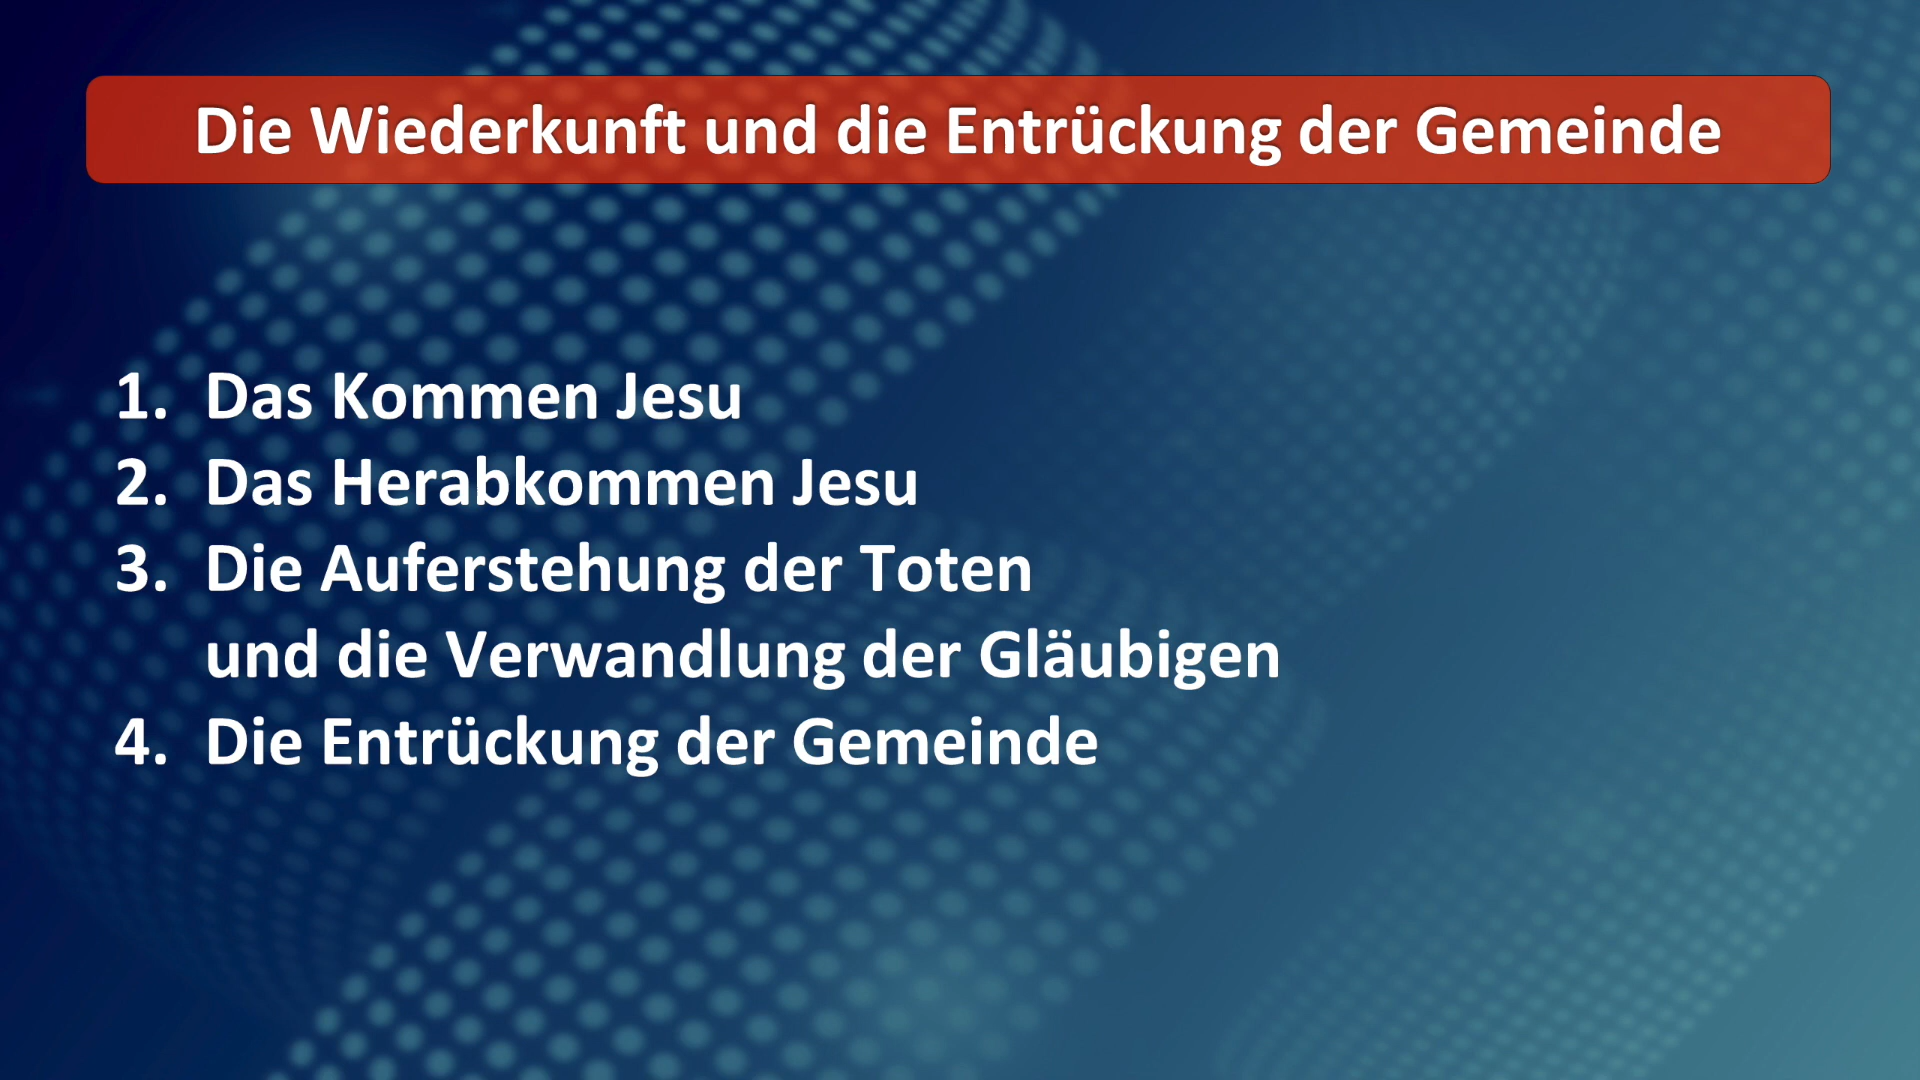 Die Wiederkunft und die Entrückung der Gemeinde
1. Das Kommen Jesu
2. Das Herabkommen Jesu
3. Die Auferstehung der Toten
und die Verwandlung der Gläubigen
4. Die Entrückung der Gemeinde